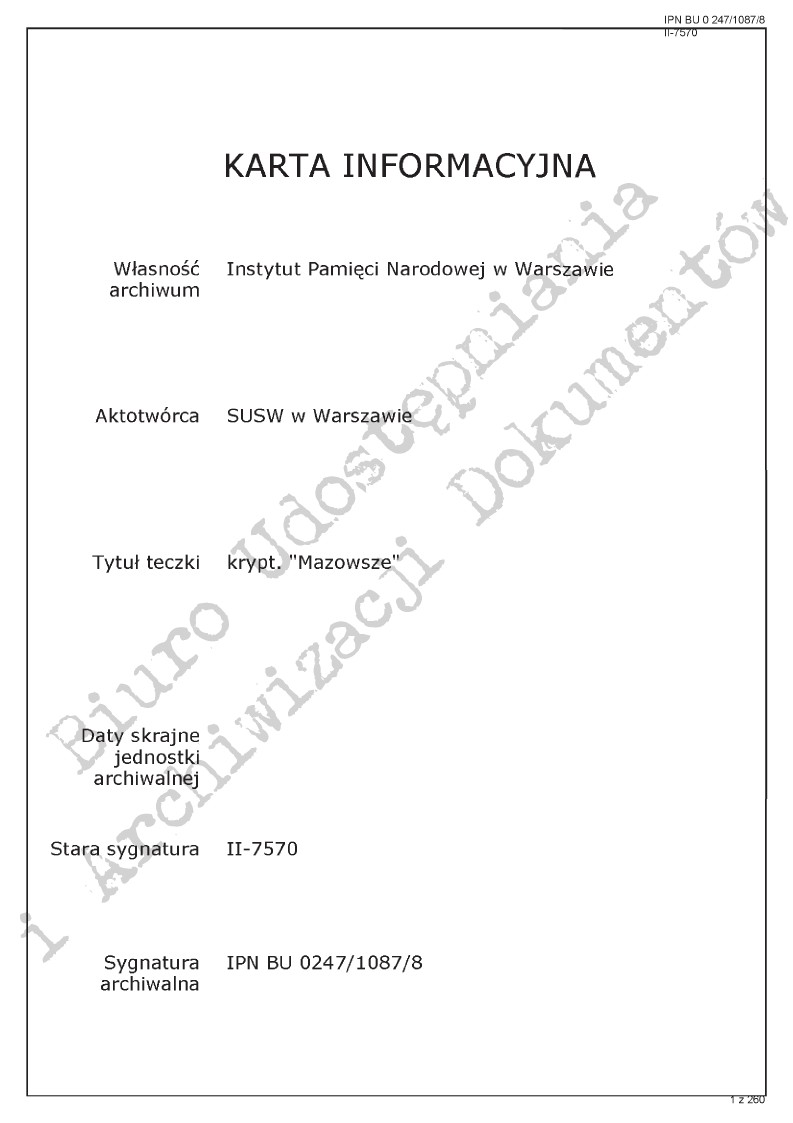 IPN BU 0 247/1087/8
II-7570
KARTA INFORMACYJNA
Własność Instytut Pamięci Narodowej w Warszawie
archiwum
Aktotwórca SUSW w Warszawie
Tytuł teczki krypt. "Mazowsze"
Daty skrajne
jednostki
archiwalnej
Stara sygnatura II-7570
Sygnatura IPN BU 0247/1087/8
archiwalna
Biuro Udostępniania
i Archiwizacji Dokumentów
1 z 260